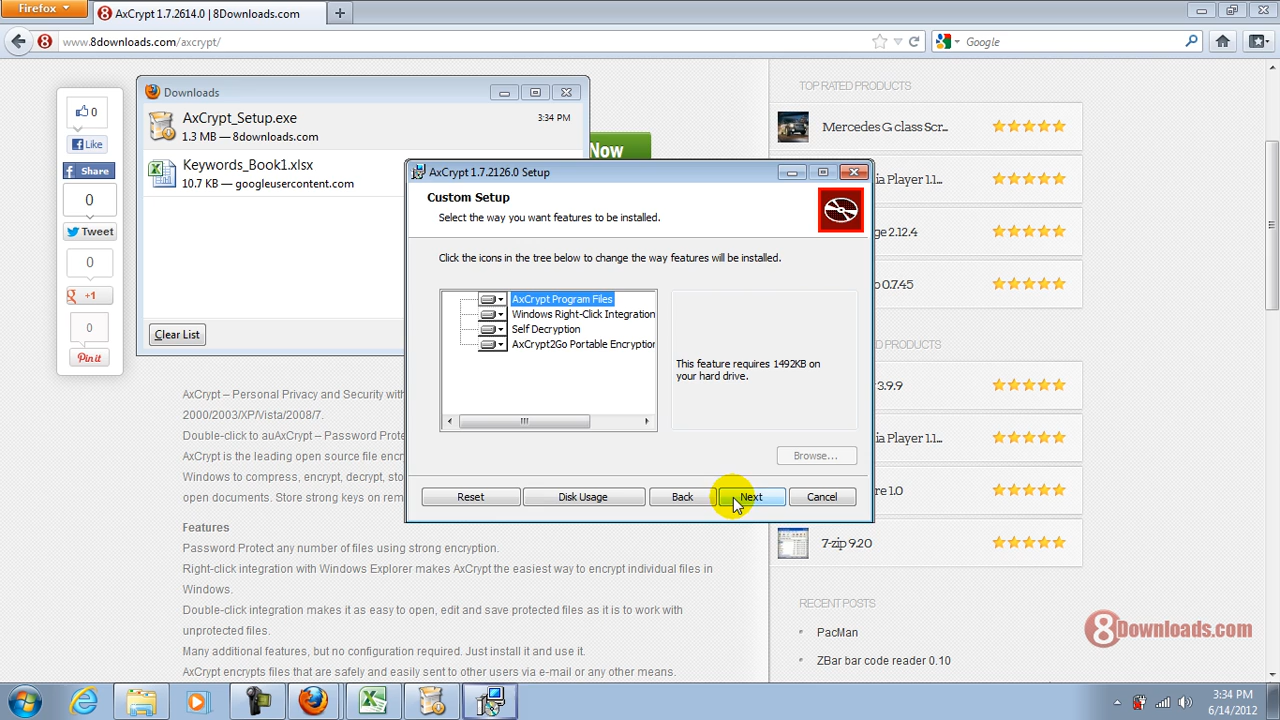 Firefox
AxCrypt 1.7.2614.0 | 8Downloads.com
www.8downloads.com/axcrypt/
Google
0
Like
Share
0
Tweet
0
+1
0
Pin it
Downloads
AxCrypt_Setup.exe
3:34 PM
1.3 MB — 8downloads.com
Keywords_Book1.xlsx
10.7 KB — googleusercontent.com
Clear List
Now
AxCrypt 1.7.2126.0 Setup
Custom Setup
Select the way you want features to be installed.
Click the icons in the tree below to change the way features will be installed.
AxCrypt Program Files
Windows Right-Click Integration
Self Decryption
AxCrypt2Go Portable Encryption
This feature requires 1492KB on
your hard drive.
Browse...
Reset
Disk Usage
Back
Next
Cancel
AxCrypt – Personal Privacy and Security with
2000/2003/XP/Vista/2008/7.
Double-click to auAxCrypt – Password Prote
AxCrypt is the leading open source file encr
Windows to compress, encrypt, decrypt, sto
open documents. Store strong keys on remo
Features
Password Protect any number of files using strong encryption.
Right-click integration with Windows Explorer makes AxCrypt the easiest way to encrypt individual files in
Windows.
Double-click integration makes it as easy to open, edit and save protected files as it is to work with
unprotected files.
Many additional features, but no configuration required. Just install it and use it.
AxCrypt encrypts files that are safely and easily sent to other users via e-mail or any other means.
TOP RATED PRODUCTS
Mercedes G class Scr...
ia Player 1.1...
ge 2.12.4
o 0.7.45
D PRODUCTS
3.9.9
ia Player 1.1...
re 1.0
7-zip 9.20
RECENT POSTS
PacMan
ZBar bar code reader 0.10
8Downloads.com
3:34 PM
6/14/2012